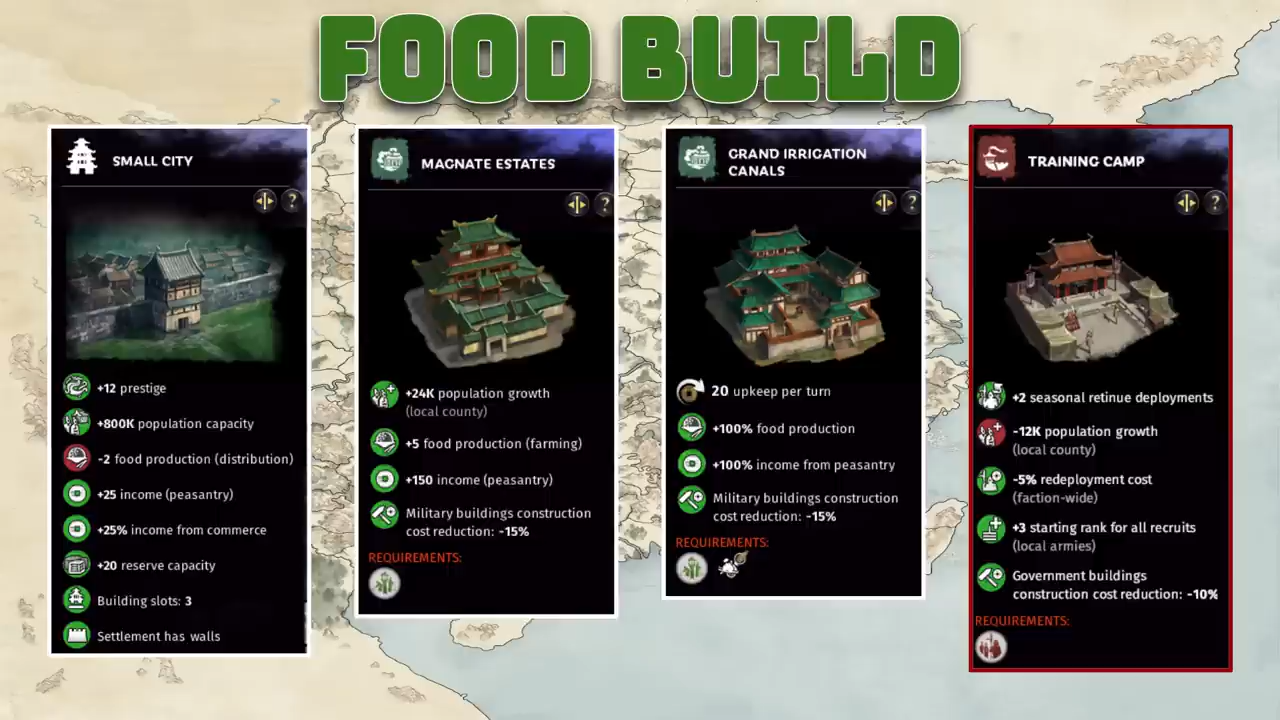 FOOD BUILD
SMALL CITY
?
+12 prestige
+800K population capacity
-2 food production (distribution)
+25 income (peasantry)
+25% income from commerce
+20 reserve capacity
Building slots: 3
Settlement has walls
MAGNATE ESTATES
?
+24K population growth
(local county)
+5 food production (farming)
+150 income (peasantry)
Military buildings construction
cost reduction: -15%
REQUIREMENTS:
GRAND IRRIGATION
CANALS
?
20 upkeep per turn
+100% food production
+100% income from peasantry
Military buildings construction
cost reduction: -15%
REQUIREMENTS:
TRAINING CAMP
?
+2 seasonal retinue deployments
-12K population growth
(local county)
-5% redeployment cost
(faction-wide)
+3 starting rank for all recruits
(local armies)
Government buildings
construction cost reduction: -10%
REQUIREMENTS: